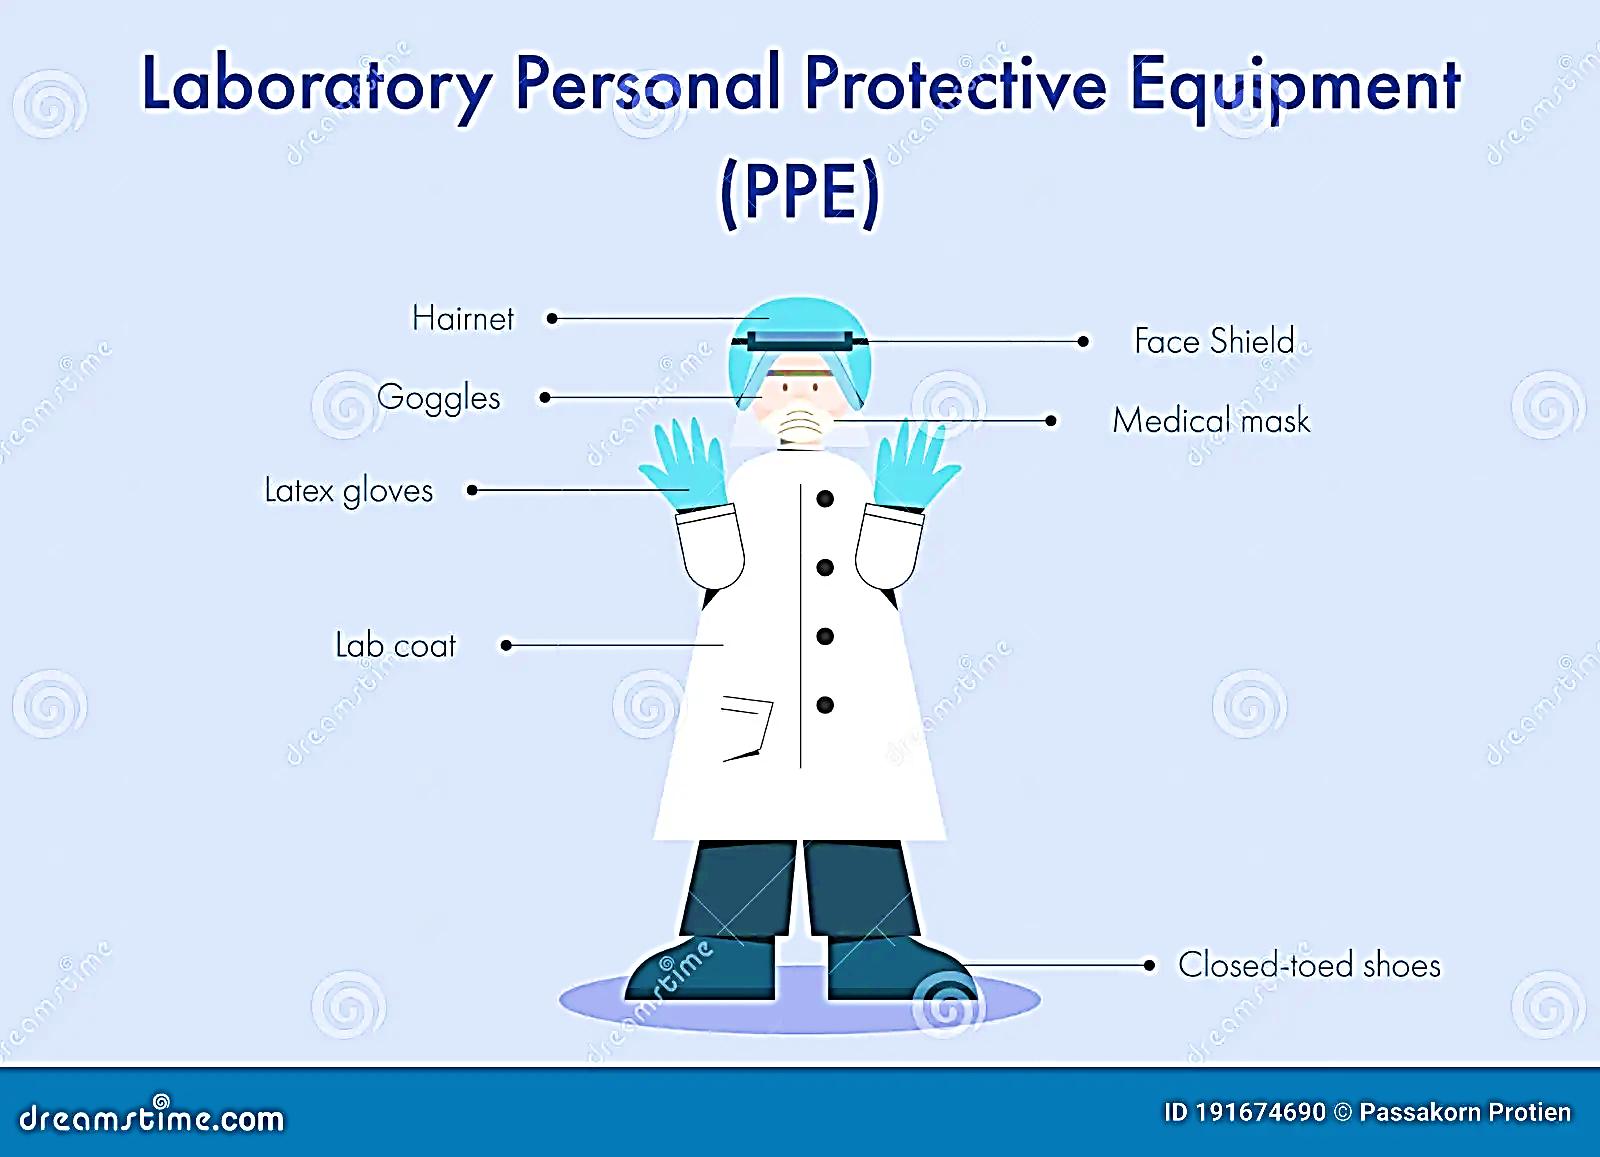 Laboratory Personal Protective Equipment
(PPE)
Hairnet
Face Shield
Goggles
Medical mask
Latex gloves
Lab coat
Closed-toed shoes
dreamstime.com
ID 191674690 © Passakorn Protien